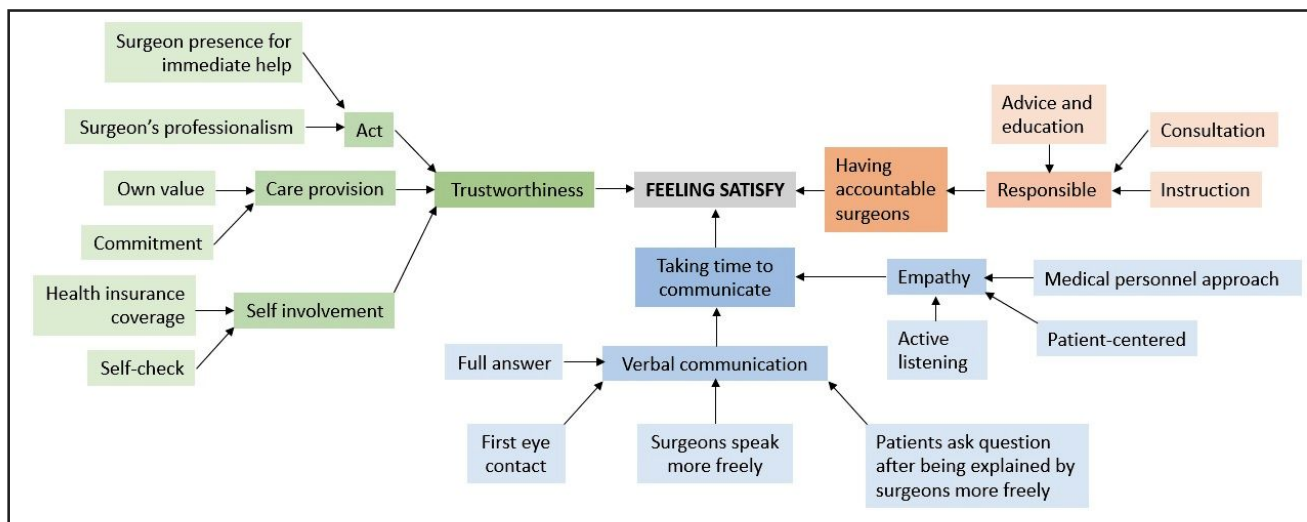 Surgeon presence for
immediate help
Surgeon's professionalism
Act
Own value
Care provision
Commitment
Health insurance
coverage
Self involvement
Self-check
Trustworthiness
FEELING SATISFY
Having
accountable
surgeons
Responsible
Advice and
education
Consultation
Instruction
Taking time to
communicate
Empathy
Medical personnel approach
Active
listening
Patient-centered
Full answer
Verbal communication
First eye
contact
Surgeons speak
more freely
Patients ask question
after being explained by
surgeons more freely